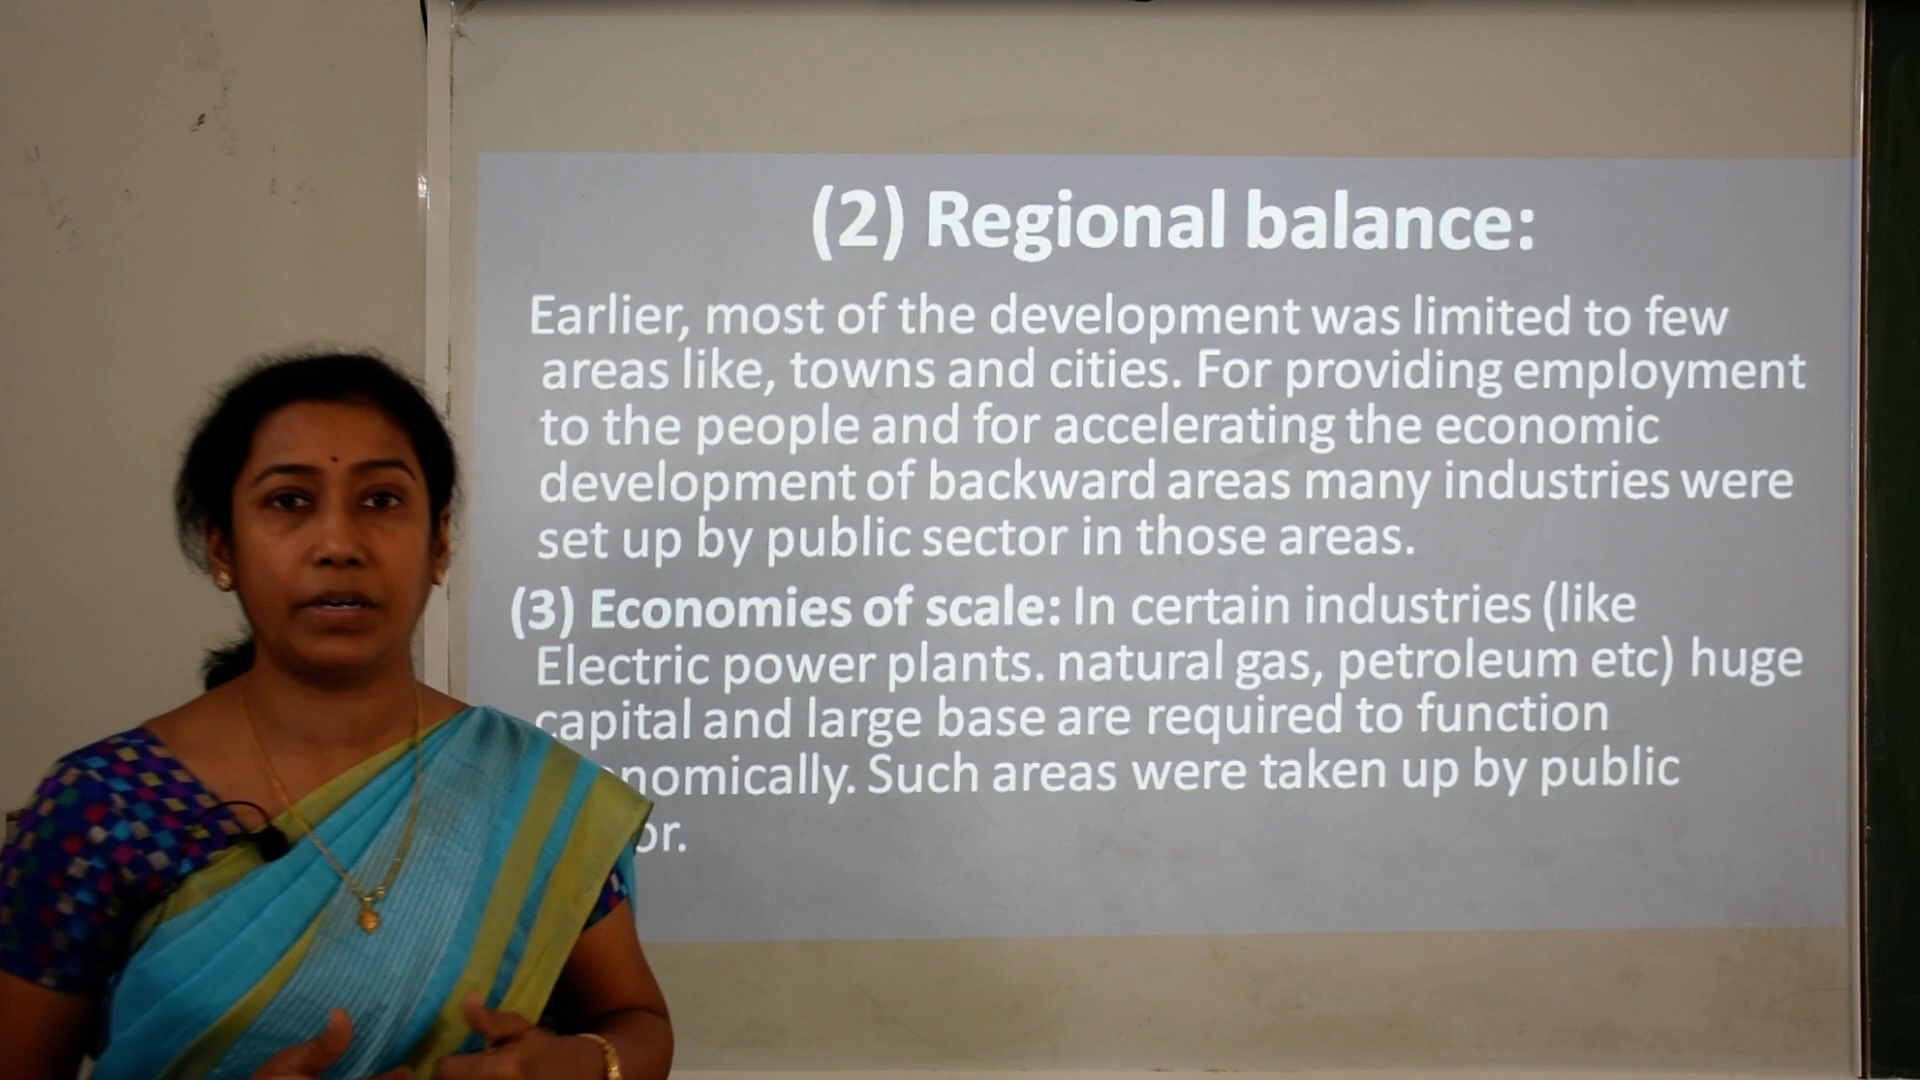 (2) Regional balance:
Earlier, most of the development was limited to few
areas like, towns and cities. For providing employment
to the people and for accelerating the economic
development of backward areas many industries were
set up by public sector in those areas.
(3) Economies of scale: In certain industries (like
Electric power plants. natural gas, petroleum etc) huge
capital and large base are required to function
nomically. Such areas were taken up by public
or.